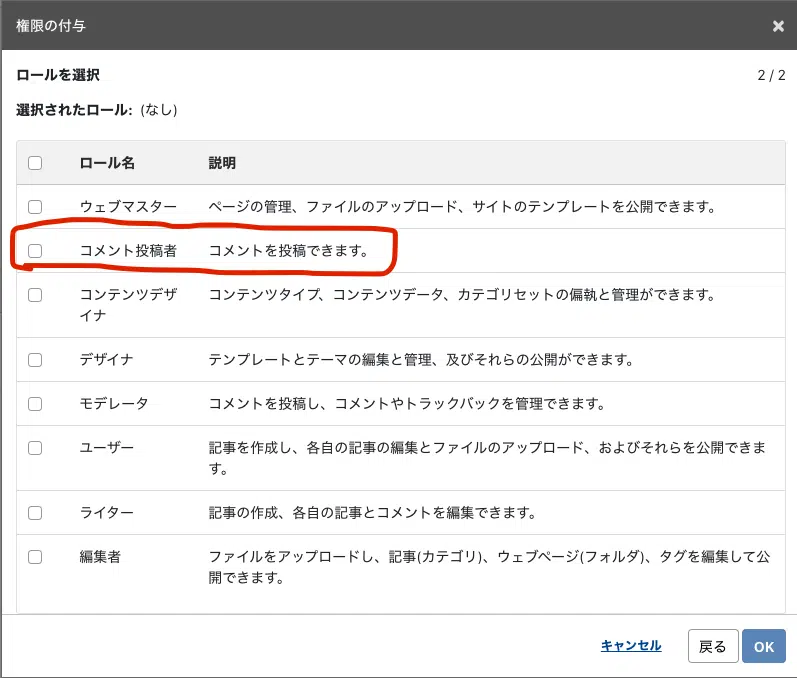 権限の付与 ×
ロールを選択 2 / 2
選択されたロール: (なし)
ロール名 説明
ウェブマスター ページの管理、ファイルのアップロード、サイトのテンプレートを公開できます。
コメント投稿者 コメントを投稿できます。
コンテンツデザ コンテンツタイプ、コンテンツデータ、カテゴリセットの偏執と管理ができます。
イナ
デザイナ テンプレートとテーマの編集と管理、及びそれらの公開ができます。
モデレータ コメントを投稿し、コメントやトラックバックを管理できます。
ユーザー 記事を作成し、各自の記事の編集とファイルのアップロード、およびそれらを公開できま
す。
ライター 記事の作成、各自の記事とコメントを編集できます。
編集者 ファイルをアップロードし、記事(カテゴリ)、ウェブページ(フォルダ)、タグを編集して公
開できます。
キャンセル 戻る OK